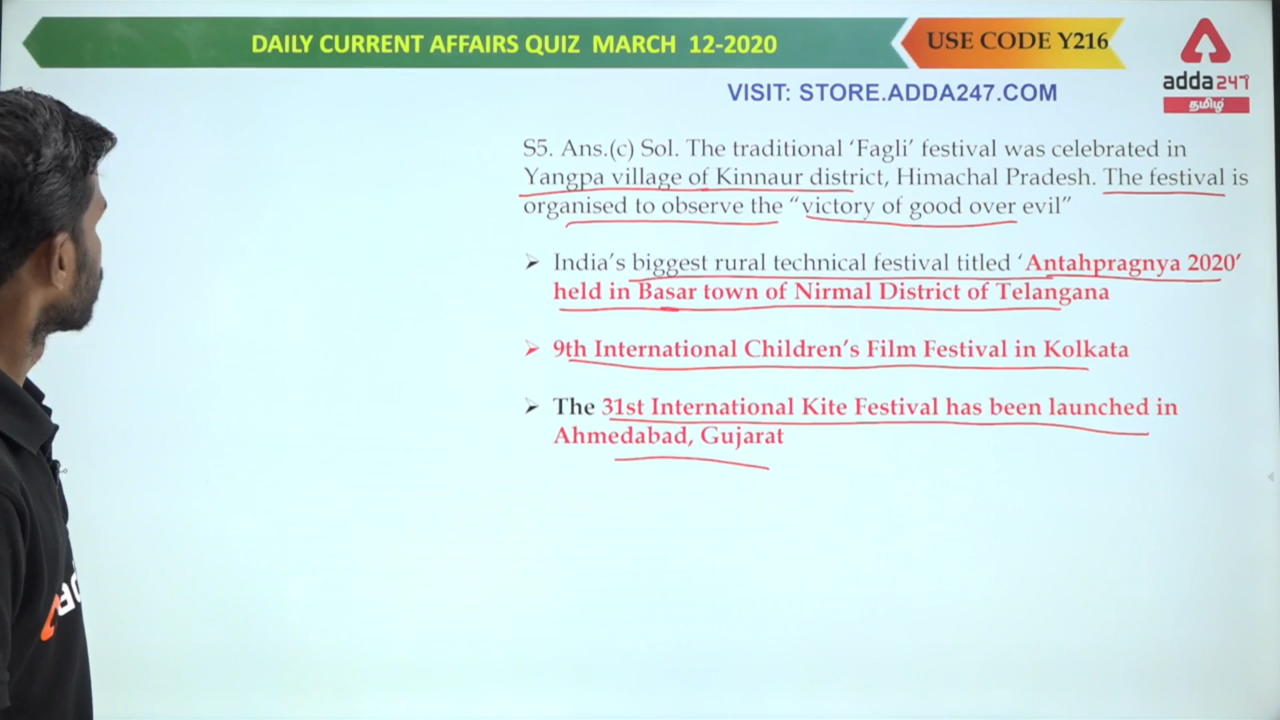 DAILY CURRENT AFFAIRS QUIZ MARCH 12-2020
USE CODE Y216
adda247
தமிழ்
VISIT: STORE.ADDA247.COM
S5. Ans.(c) Sol. The traditional ‘Fagli’ festival was celebrated in
Yangpa village of Kinnaur district, Himachal Pradesh. The festival is
organised to observe the “victory of good over evil”
➢ India’s biggest rural technical festival titled ‘Antahpragnya 2020’
held in Basar town of Nirmal District of Telangana
➢ 9th International Children’s Film Festival in Kolkata
➢ The 31st International Kite Festival has been launched in
Ahmedabad, Gujarat